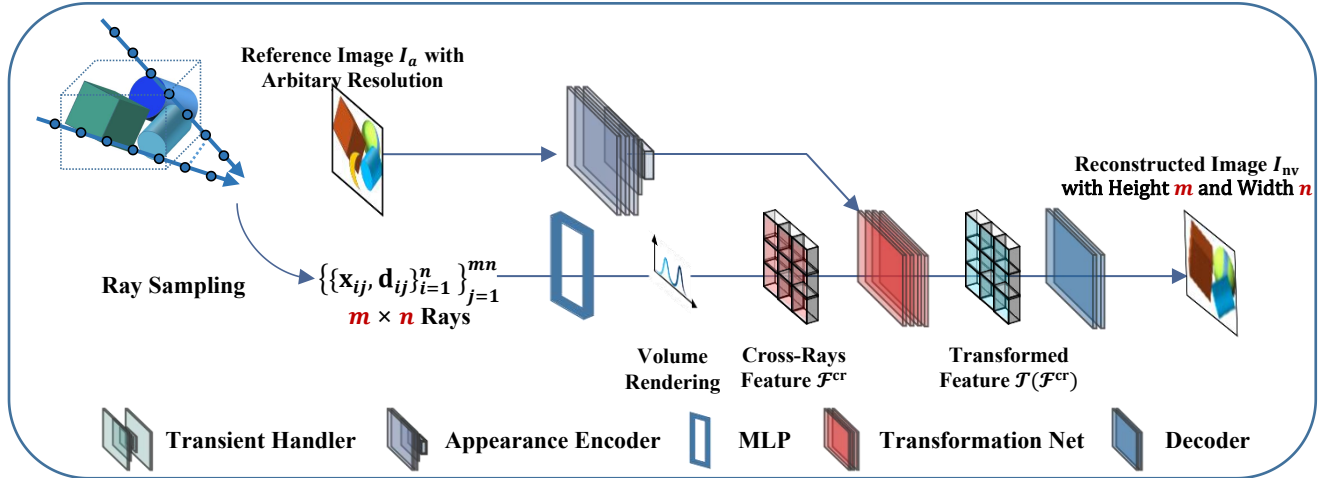 Reference Image I_a with
Arbitary Resolution
Reconstructed Image I_nv
with Height m and Width n
Ray Sampling
{{x_ij, d_ij}_{i=1}^{n}}_{j=1}^{mn}
m × n Rays
Volume
Rendering
Cross-Rays
Feature ℱ^cr
Transformed
Feature 𝒯(ℱ^cr)
Transient Handler
Appearance Encoder
MLP
Transformation Net
Decoder